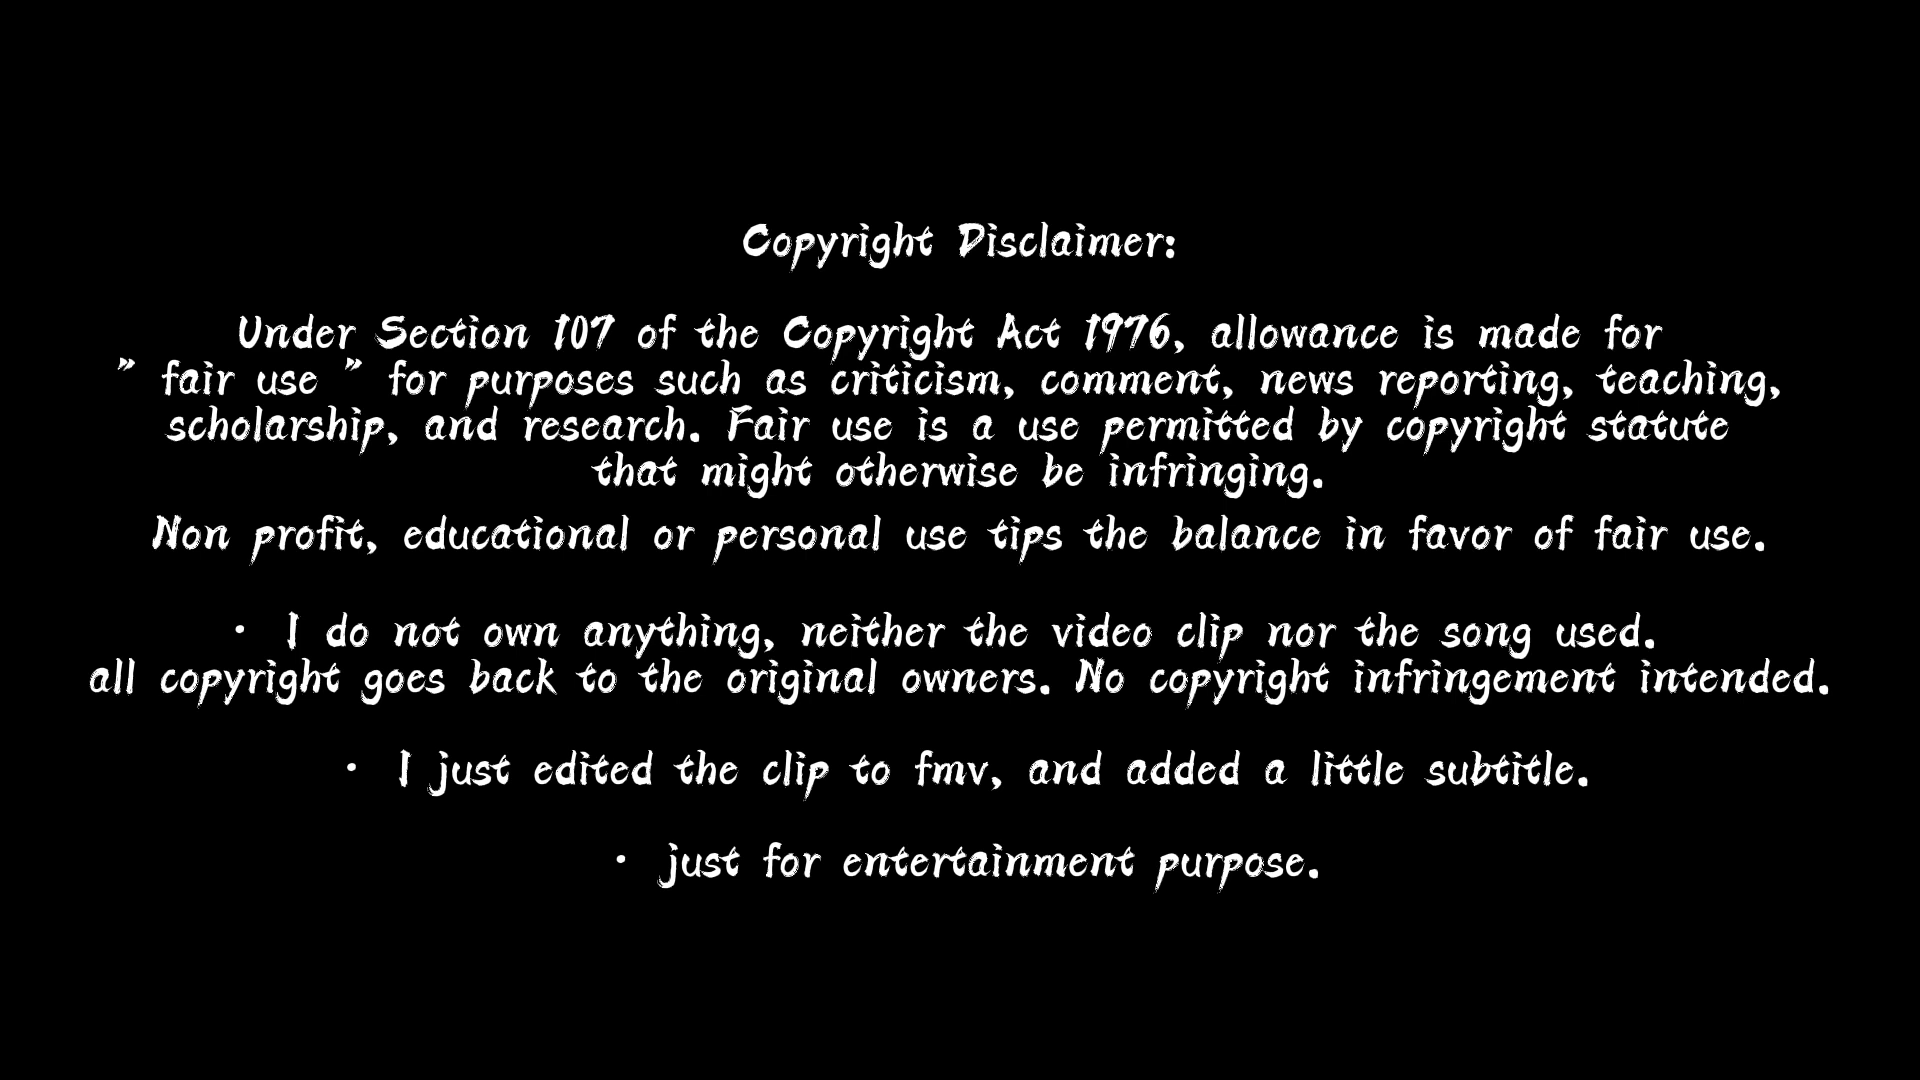 Copyright Disclaimer:
Under Section 107 of the Copyright Act 1976, allowance is made for
" fair use " for purposes such as criticism, comment, news reporting, teaching,
scholarship, and research. Fair use is a use permitted by copyright statute
that might otherwise be infringing.
Non profit, educational or personal use tips the balance in favor of fair use.
· I do not own anything, neither the video clip nor the song used.
all copyright goes back to the original owners. No copyright infringement intended.
· I just edited the clip to fmv, and added a little subtitle.
· just for entertainment purpose.